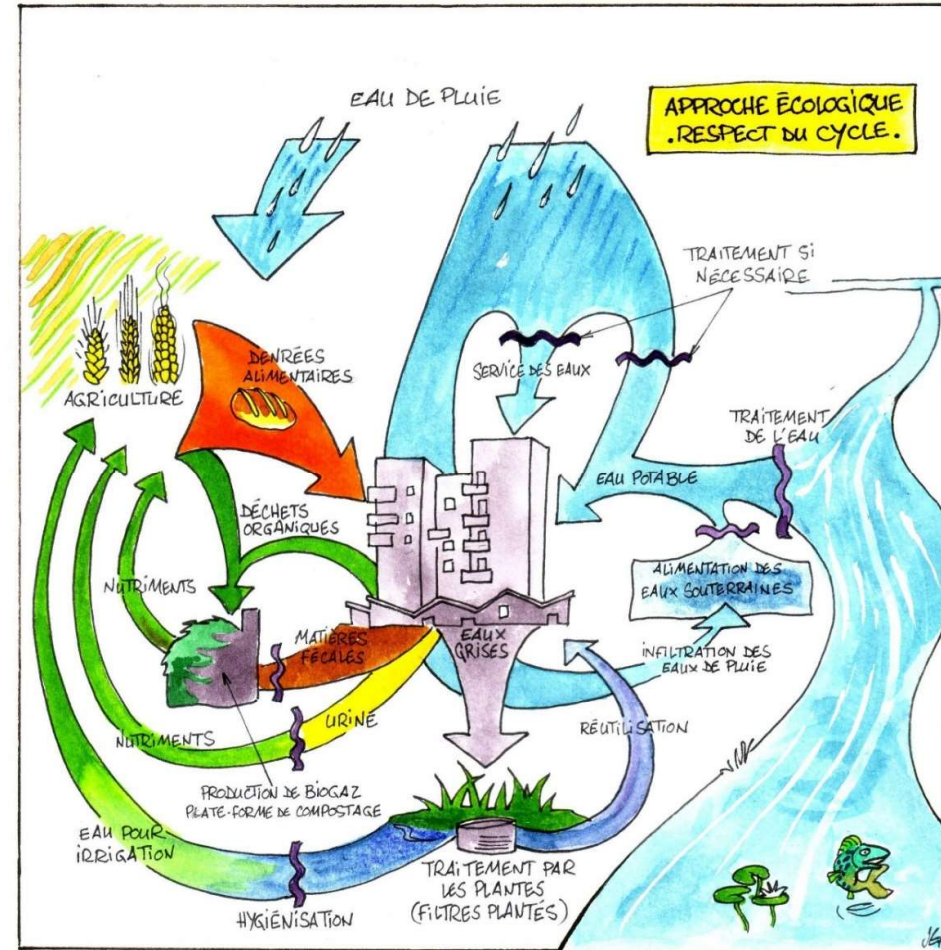 EAU DE PLUIE
APPROCHE ÉCOLOGIQUE
. RESPECT DU CYCLE .
TRAITEMENT SI
NÉCESSAIRE
DENRÉES
ALIMENTAIRES
SERVICE DES EAUX
AGRICULTURE
TRAITEMENT
DE L'EAU
EAU POTABLE
DÉCHETS
ORGANIQUES
ALIMENTATION DES
EAUX SOUTERRAINES
NUTRIMENTS
MATIÈRES
FÉCALES
EAUX
GRISES
INFILTRATION DES
EAUX DE PLUIE
URINE
RÉUTILISATION
NUTRIMENTS
PRODUCTION DE BIOGAZ
PLATE-FORME DE COMPOSTAGE
EAU POUR
IRRIGATION
TRAITEMENT PAR
LES PLANTES
(FILTRES PLANTÉS)
HYGIÉNISATION